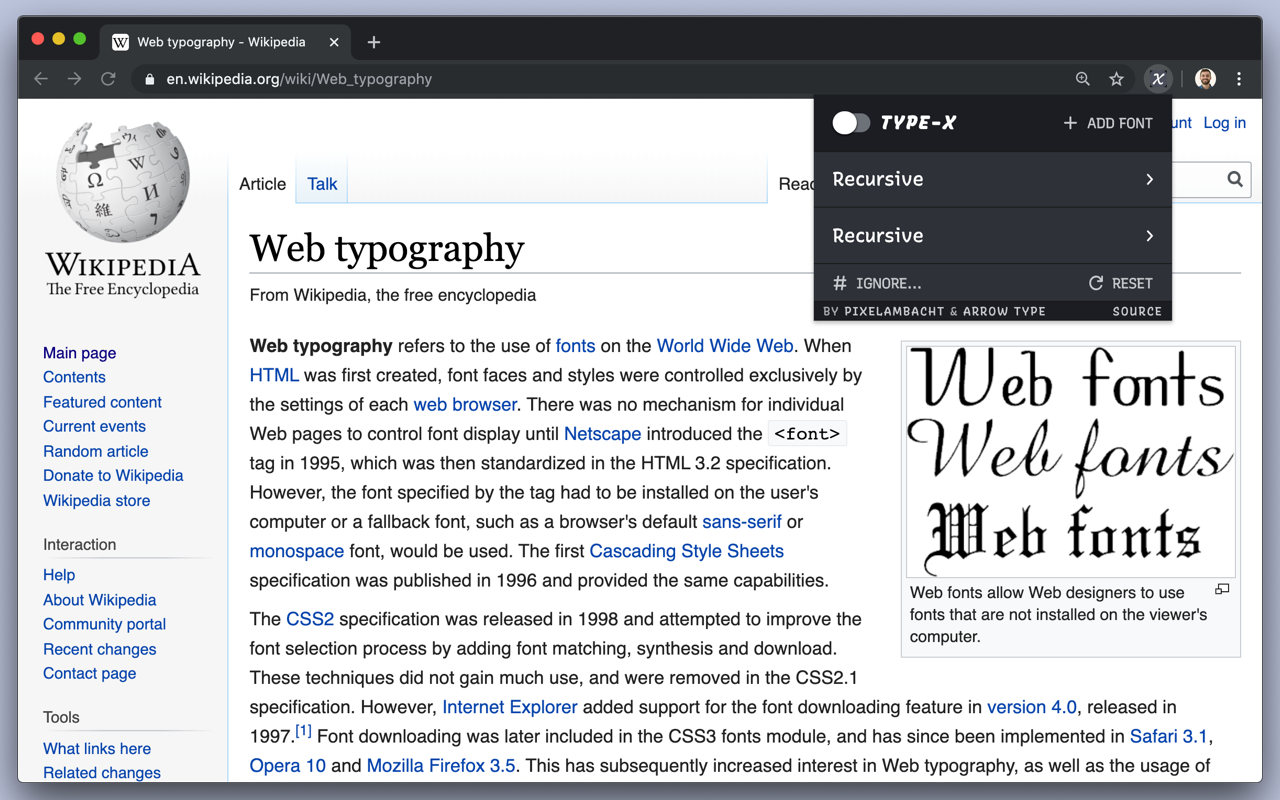 Web typography - Wikipedia
en.wikipedia.org/wiki/Web_typography
TYPE-X
+ ADD FONT
Recursive
Recursive
# IGNORE...
RESET
BY PIXELAMBACHT & ARROW TYPE
SOURCE
Log in
WIKIPEDIA
The Free Encyclopedia
Main page
Contents
Featured content
Current events
Random article
Donate to Wikipedia
Wikipedia store
Interaction
Help
About Wikipedia
Community portal
Recent changes
Contact page
Tools
What links here
Related changes
Article
Talk
Web typography
From Wikipedia, the free encyclopedia
Web typography refers to the use of fonts on the World Wide Web. When
HTML was first created, font faces and styles were controlled exclusively by
the settings of each web browser. There was no mechanism for individual
Web pages to control font display until Netscape introduced the <font>
tag in 1995, which was then standardized in the HTML 3.2 specification.
However, the font specified by the tag had to be installed on the user's
computer or a fallback font, such as a browser's default sans-serif or
monospace font, would be used. The first Cascading Style Sheets
specification was published in 1996 and provided the same capabilities.
The CSS2 specification was released in 1998 and attempted to improve the
font selection process by adding font matching, synthesis and download.
These techniques did not gain much use, and were removed in the CSS2.1
specification. However, Internet Explorer added support for the font downloading feature in version 4.0, released in
1997.[1] Font downloading was later included in the CSS3 fonts module, and has since been implemented in Safari 3.1,
Opera 10 and Mozilla Firefox 3.5. This has subsequently increased interest in Web typography, as well as the usage of
Web fonts
Web fonts
Web fonts
Web fonts allow Web designers to use
fonts that are not installed on the viewer's
computer.